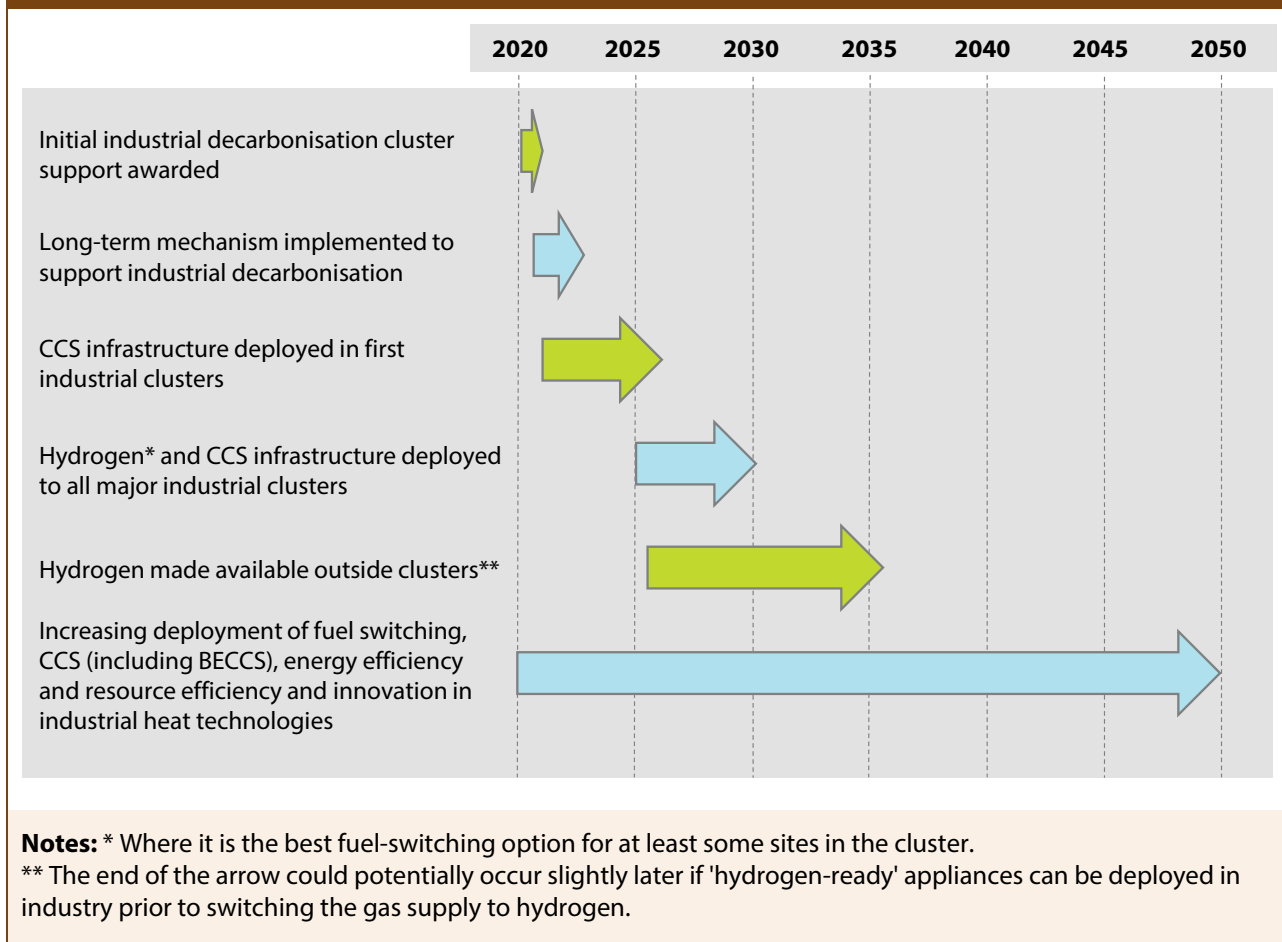 2020 2025 2030 2035 2040 2045 2050
Initial industrial decarbonisation cluster
support awarded
Long-term mechanism implemented to
support industrial decarbonisation
CCS infrastructure deployed in first
industrial clusters
Hydrogen* and CCS infrastructure deployed
to all major industrial clusters
Hydrogen made available outside clusters**
Increasing deployment of fuel switching,
CCS (including BECCS), energy efficiency
and resource efficiency and innovation in
industrial heat technologies
Notes: * Where it is the best fuel-switching option for at least some sites in the cluster.
** The end of the arrow could potentially occur slightly later if 'hydrogen-ready' appliances can be deployed in
industry prior to switching the gas supply to hydrogen.